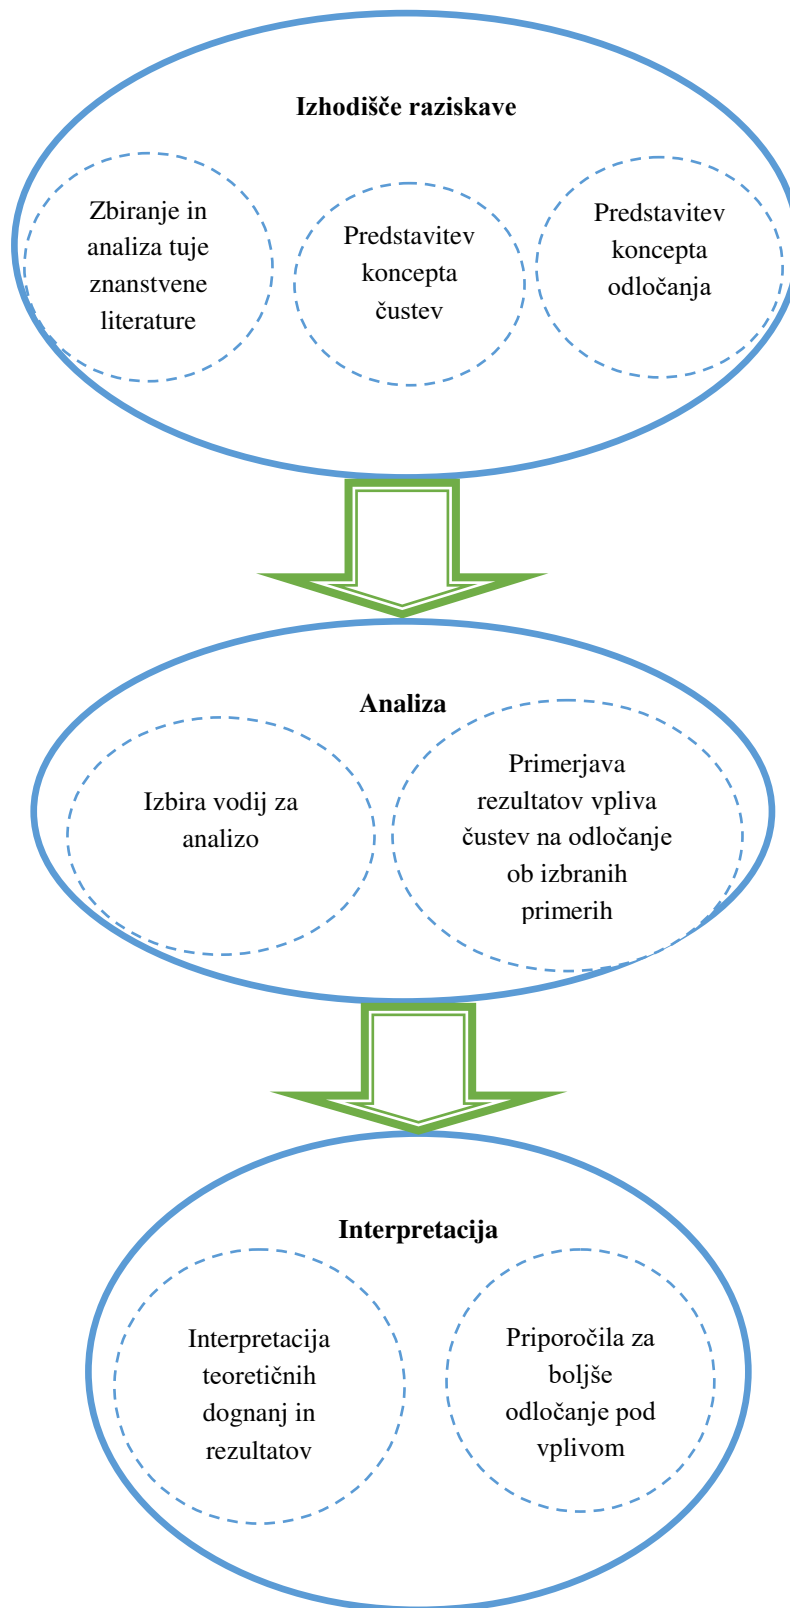 Izhodišče raziskave
Zbiranje in
analiza tuje
znanstvene
literature
Predstavitev
koncepta
čustev
Predstavitev
koncepta
odločanja
Analiza
Izbira vodij za
analizo
Primerjava
rezultatov vpliva
čustev na odločanje
ob izbranih
primerih
Interpretacija
Interpretacija
teoretičnih
dognanj in
rezultatov
Priporočila za
boljše
odločanje pod
vplivom